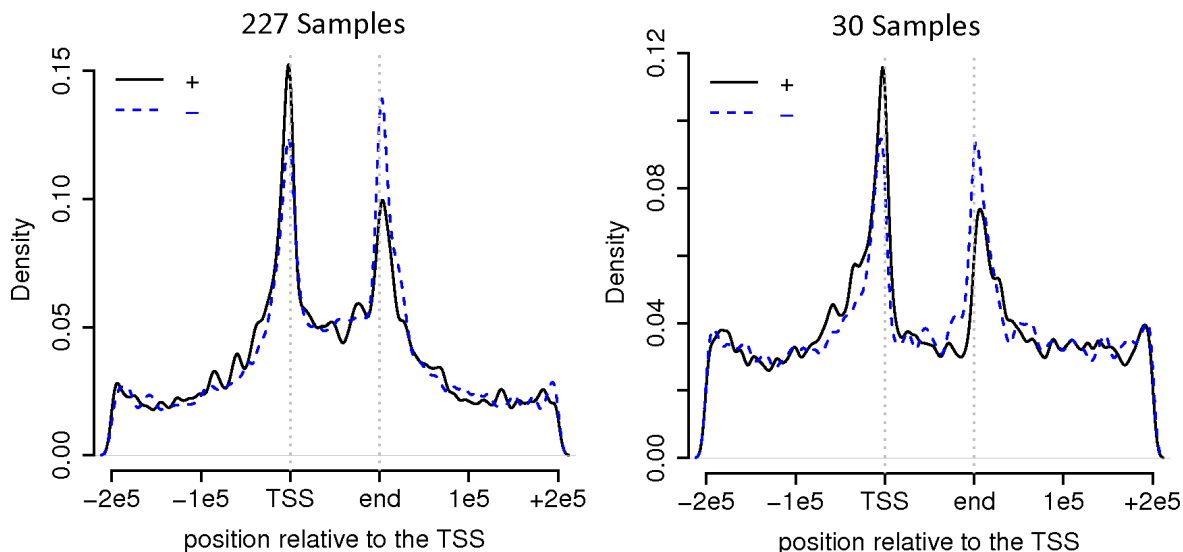 227 Samples
+
–
0.15
0.10
0.05
0.00
Density
−2e5 −1e5 TSS end 1e5 +2e5
position relative to the TSS
30 Samples
+
–
0.12
0.08
0.04
0.00
Density
−2e5 −1e5 TSS end 1e5 +2e5
position relative to the TSS